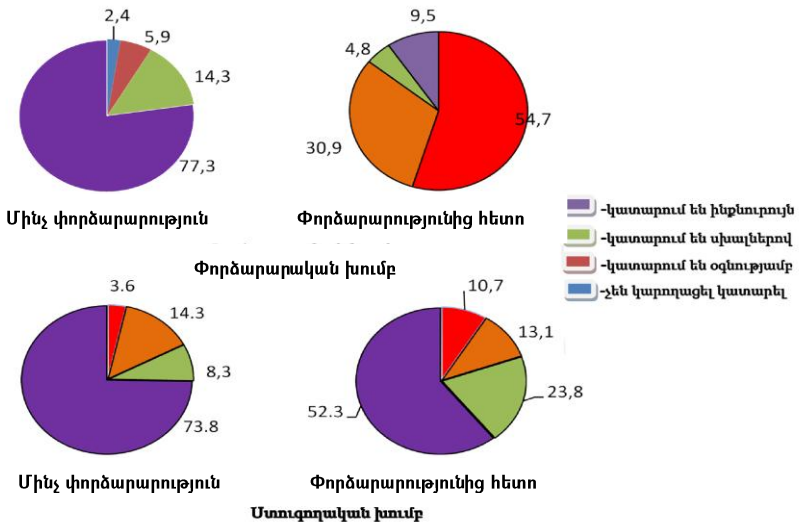 2,4
5,9
14,3
77,3
9,5
4,8
30,9
54,7
Մինչ փորձարարություն
Փորձարարությունից հետո
Փորձարարական խումբ
-կատարում են ինքնուրույն
-կատարում են սխալներով
-կատարում են օգնությամբ
-չեն կարողացել կատարել
3.6
14.3
8,3
73.8
10,7
13,1
23,8
52.3
Մինչ փորձարարություն
Փորձարարությունից հետո
Ստուգողական խումբ